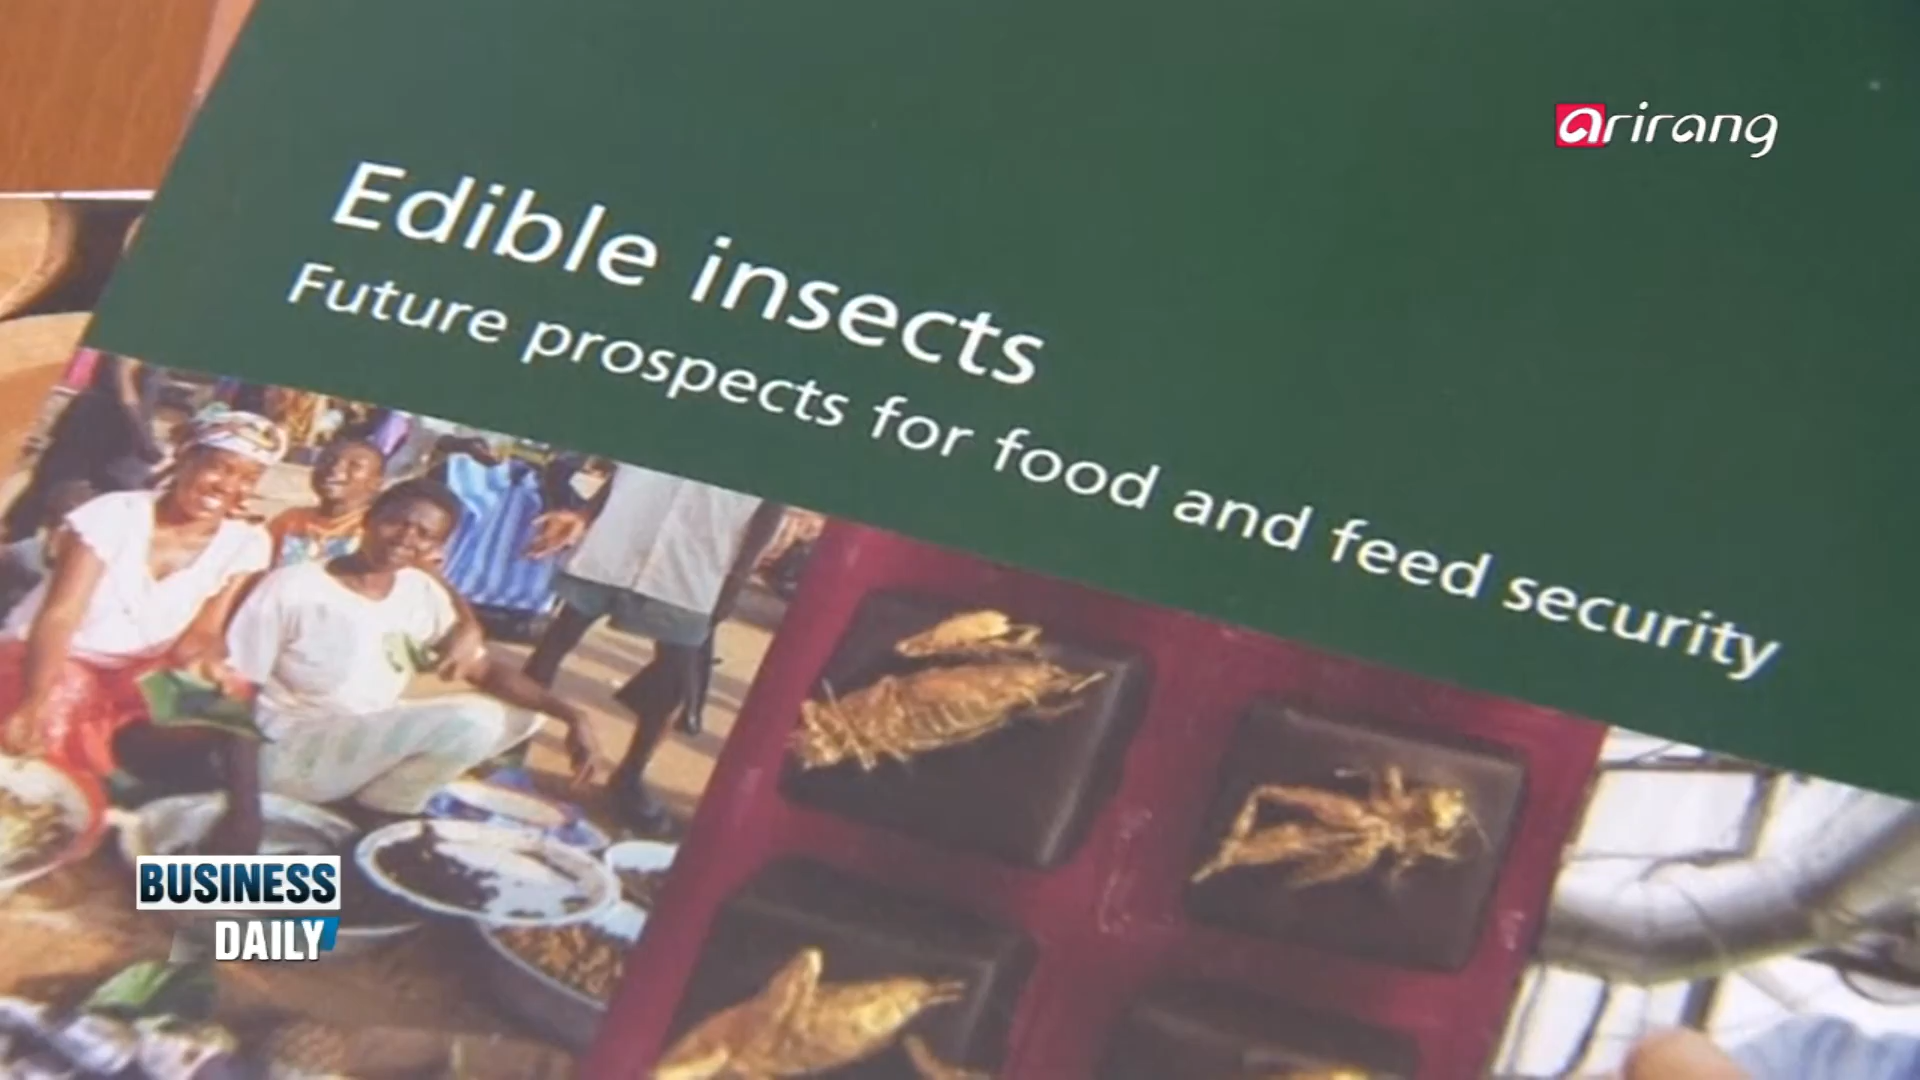 arirang
Edible insects
Future prospects for food and feed security
BUSINESS
DAILY